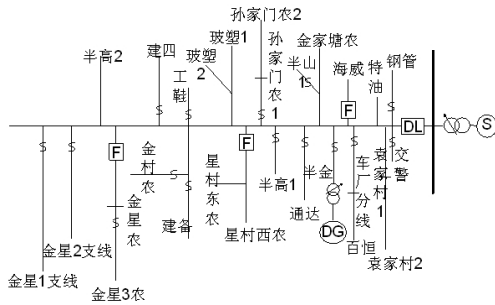 孙家门农2
半高2
建四
工鞋
玻塑2
玻塑1
孙家门农1
金家塘农
半山1
海威
特油
钢管
F
DL
S
F
F
金村农
金星农
星村东农
半高1
半金
车厂分线
袁家村1
交警
通达
DG
建备
星村西农
百恒
袁家村2
金星2支线
金星1支线
金星3农